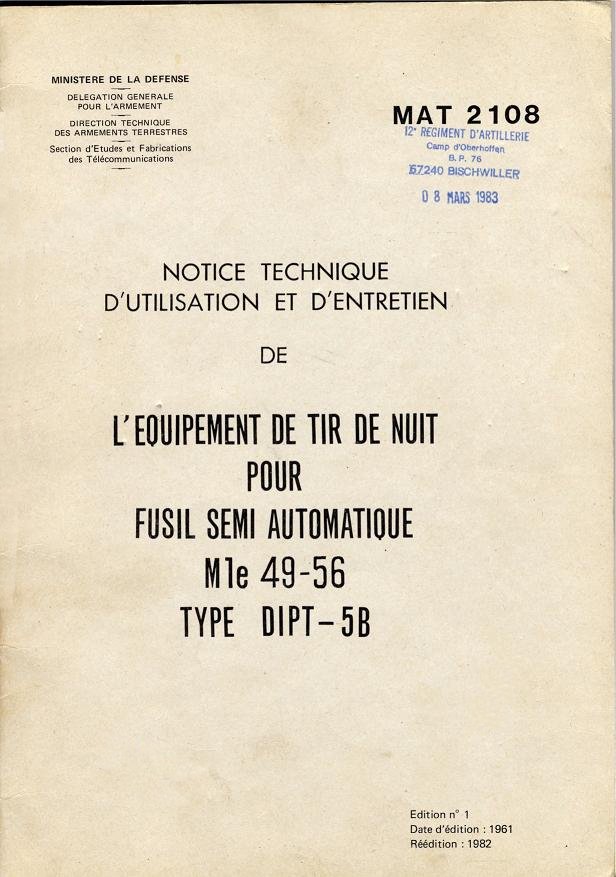 MINISTERE DE LA DEFENSE
DELEGATION GENERALE
POUR L'ARMEMENT
DIRECTION TECHNIQUE
DES ARMEMENTS TERRESTRES
Section d'Etudes et Fabrications
des Télécommunications
MAT 2108
12e REGIMENT D'ARTILLERIE
Camp d'Oberhoffen
B.P. 76
67240 BISCHWILLER
08 MARS 1983
NOTICE TECHNIQUE
D'UTILISATION ET D'ENTRETIEN
DE
L'EQUIPEMENT DE TIR DE NUIT
POUR
FUSIL SEMI AUTOMATIQUE
M1e 49-56
TYPE DIPT-5B
Edition n° 1
Date d'édition : 1961
Réédition : 1982